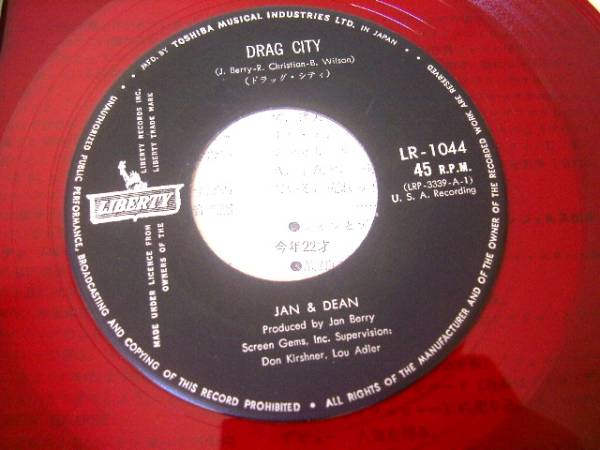 MFG. BY TOSHIBA MUSICAL INDUSTRIES LTD. IN JAPAN
DRAG CITY
(J. Berry-R. Christian-B. Wilson)
(ドラッグ・シティ)
LR-1044
45 R.P.M.
(LRP-3339-A-1)
U. S. A. Recording
LIBERTY RECORDS INC.
LIBERTY TRADE MARK
LIBERTY
MADE UNDER LICENCE FROM
OWNERS OF THE
今年22才
JAN & DEAN
Produced by Jan Berry
Screen Gems, Inc. Supervision:
Don Kirshner, Lou Adler
• ALL RIGHTS OF THE MANUFACTURER AND OF THE OWNER OF THE RECORDED WORK ARE RESERVED.
UNAUTHORIZED PUBLIC PERFORMANCE, BROADCASTING AND COPYING OF THIS RECORD PROHIBITED